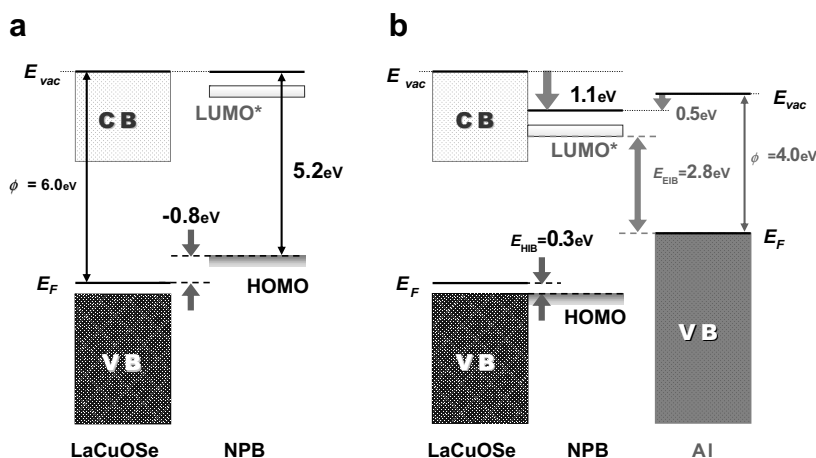 a
E vac
CB
LUMO*
ϕ = 6.0eV
5.2eV
-0.8eV
E F
HOMO
VB
LaCuOSe NPB
b
E vac
CB
1.1eV
LUMO*
0.5eV
E vac
E EIB=2.8eV
ϕ =4.0eV
E HIB=0.3eV
E F
E F
HOMO
VB
VB
LaCuOSe NPB Al